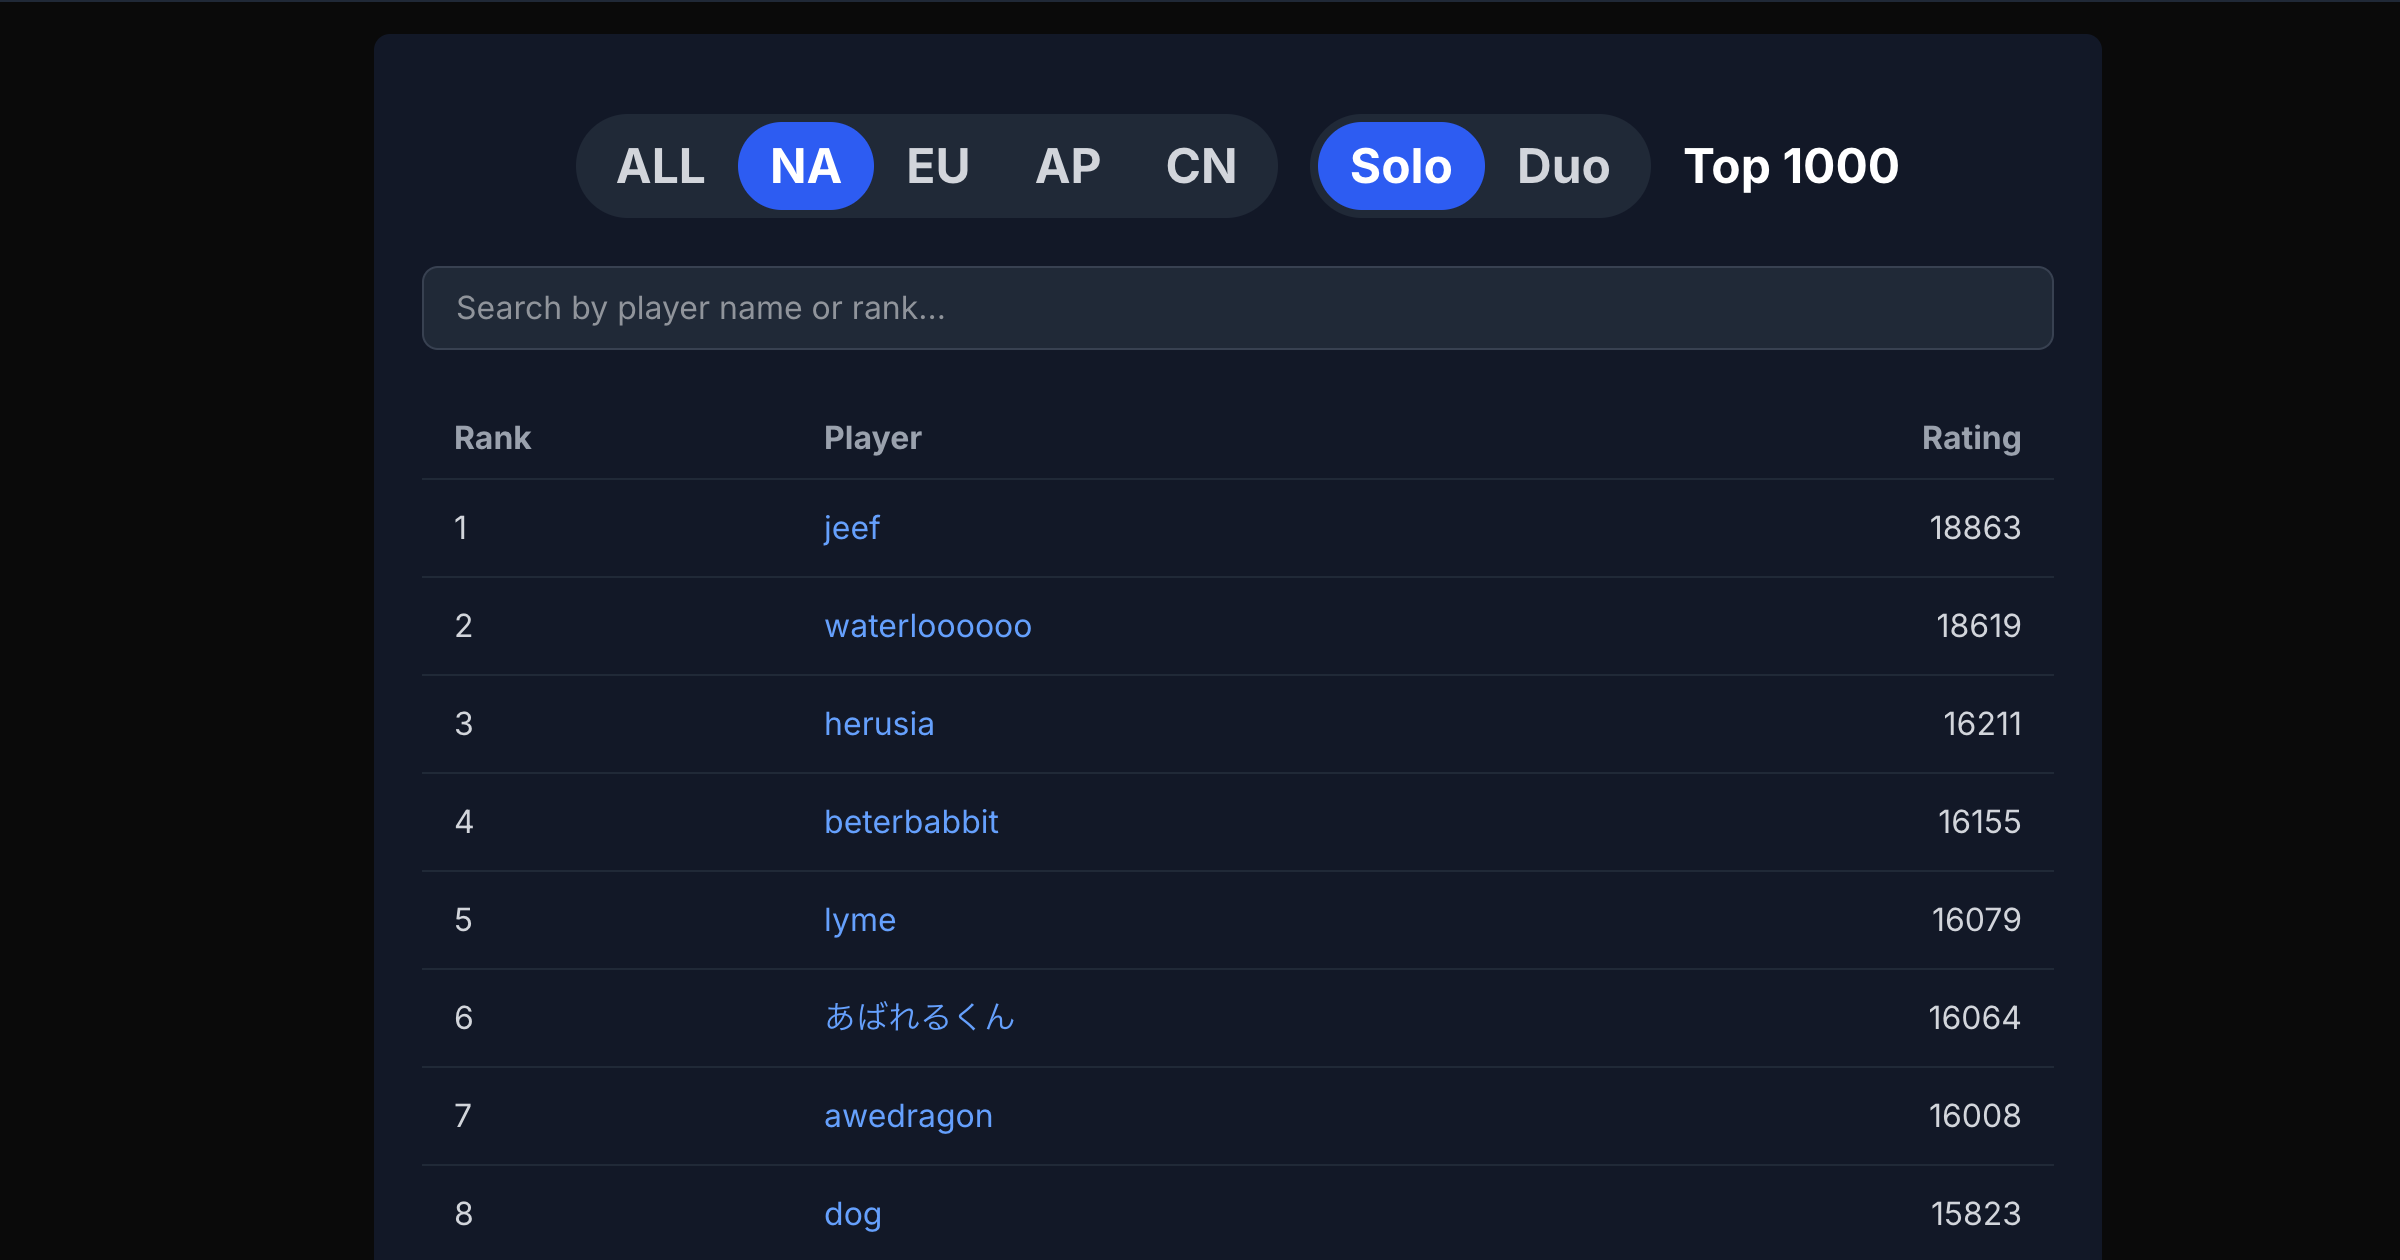 ALL NA EU AP CN Solo Duo Top 1000
Search by player name or rank...
Rank Player Rating
1 jeef 18863
2 waterloooooo 18619
3 herusia 16211
4 beterbabbit 16155
5 lyme 16079
6 あばれるくん 16064
7 awedragon 16008
8 dog 15823